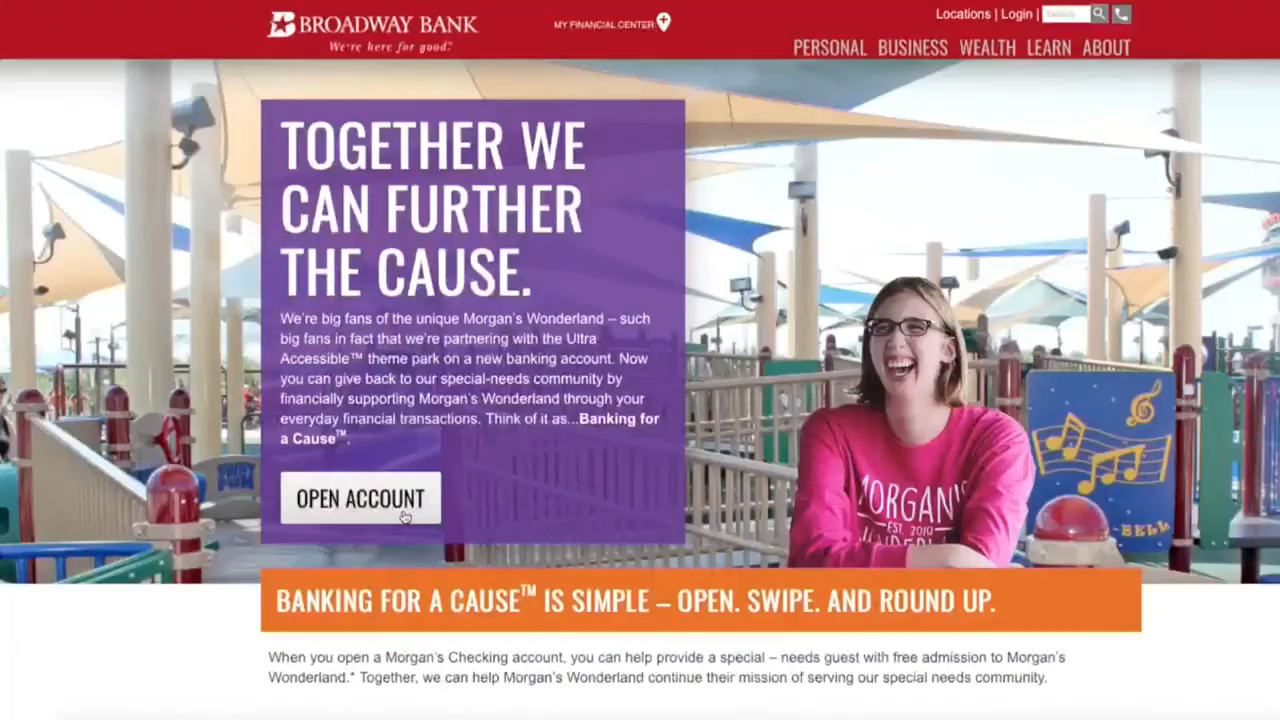 BROADWAY BANK
We're here for good.
MY FINANCIAL CENTER
Locations | Login |
Search
PERSONAL BUSINESS WEALTH LEARN ABOUT
TOGETHER WE
CAN FURTHER
THE CAUSE.
We're big fans of the unique Morgan's Wonderland – such
big fans in fact that we're partnering with the Ultra
Accessible™ theme park on a new banking account. Now
you can give back to our special-needs community by
financially supporting Morgan's Wonderland through your
everyday financial transactions. Think of it as...Banking for
a Cause™.
OPEN ACCOUNT
MORGAN'S
EST. 2010
BELL
BANKING FOR A CAUSE™ IS SIMPLE – OPEN. SWIPE. AND ROUND UP.
When you open a Morgan's Checking account, you can help provide a special – needs guest with free admission to Morgan's
Wonderland.* Together, we can help Morgan's Wonderland continue their mission of serving our special needs community.